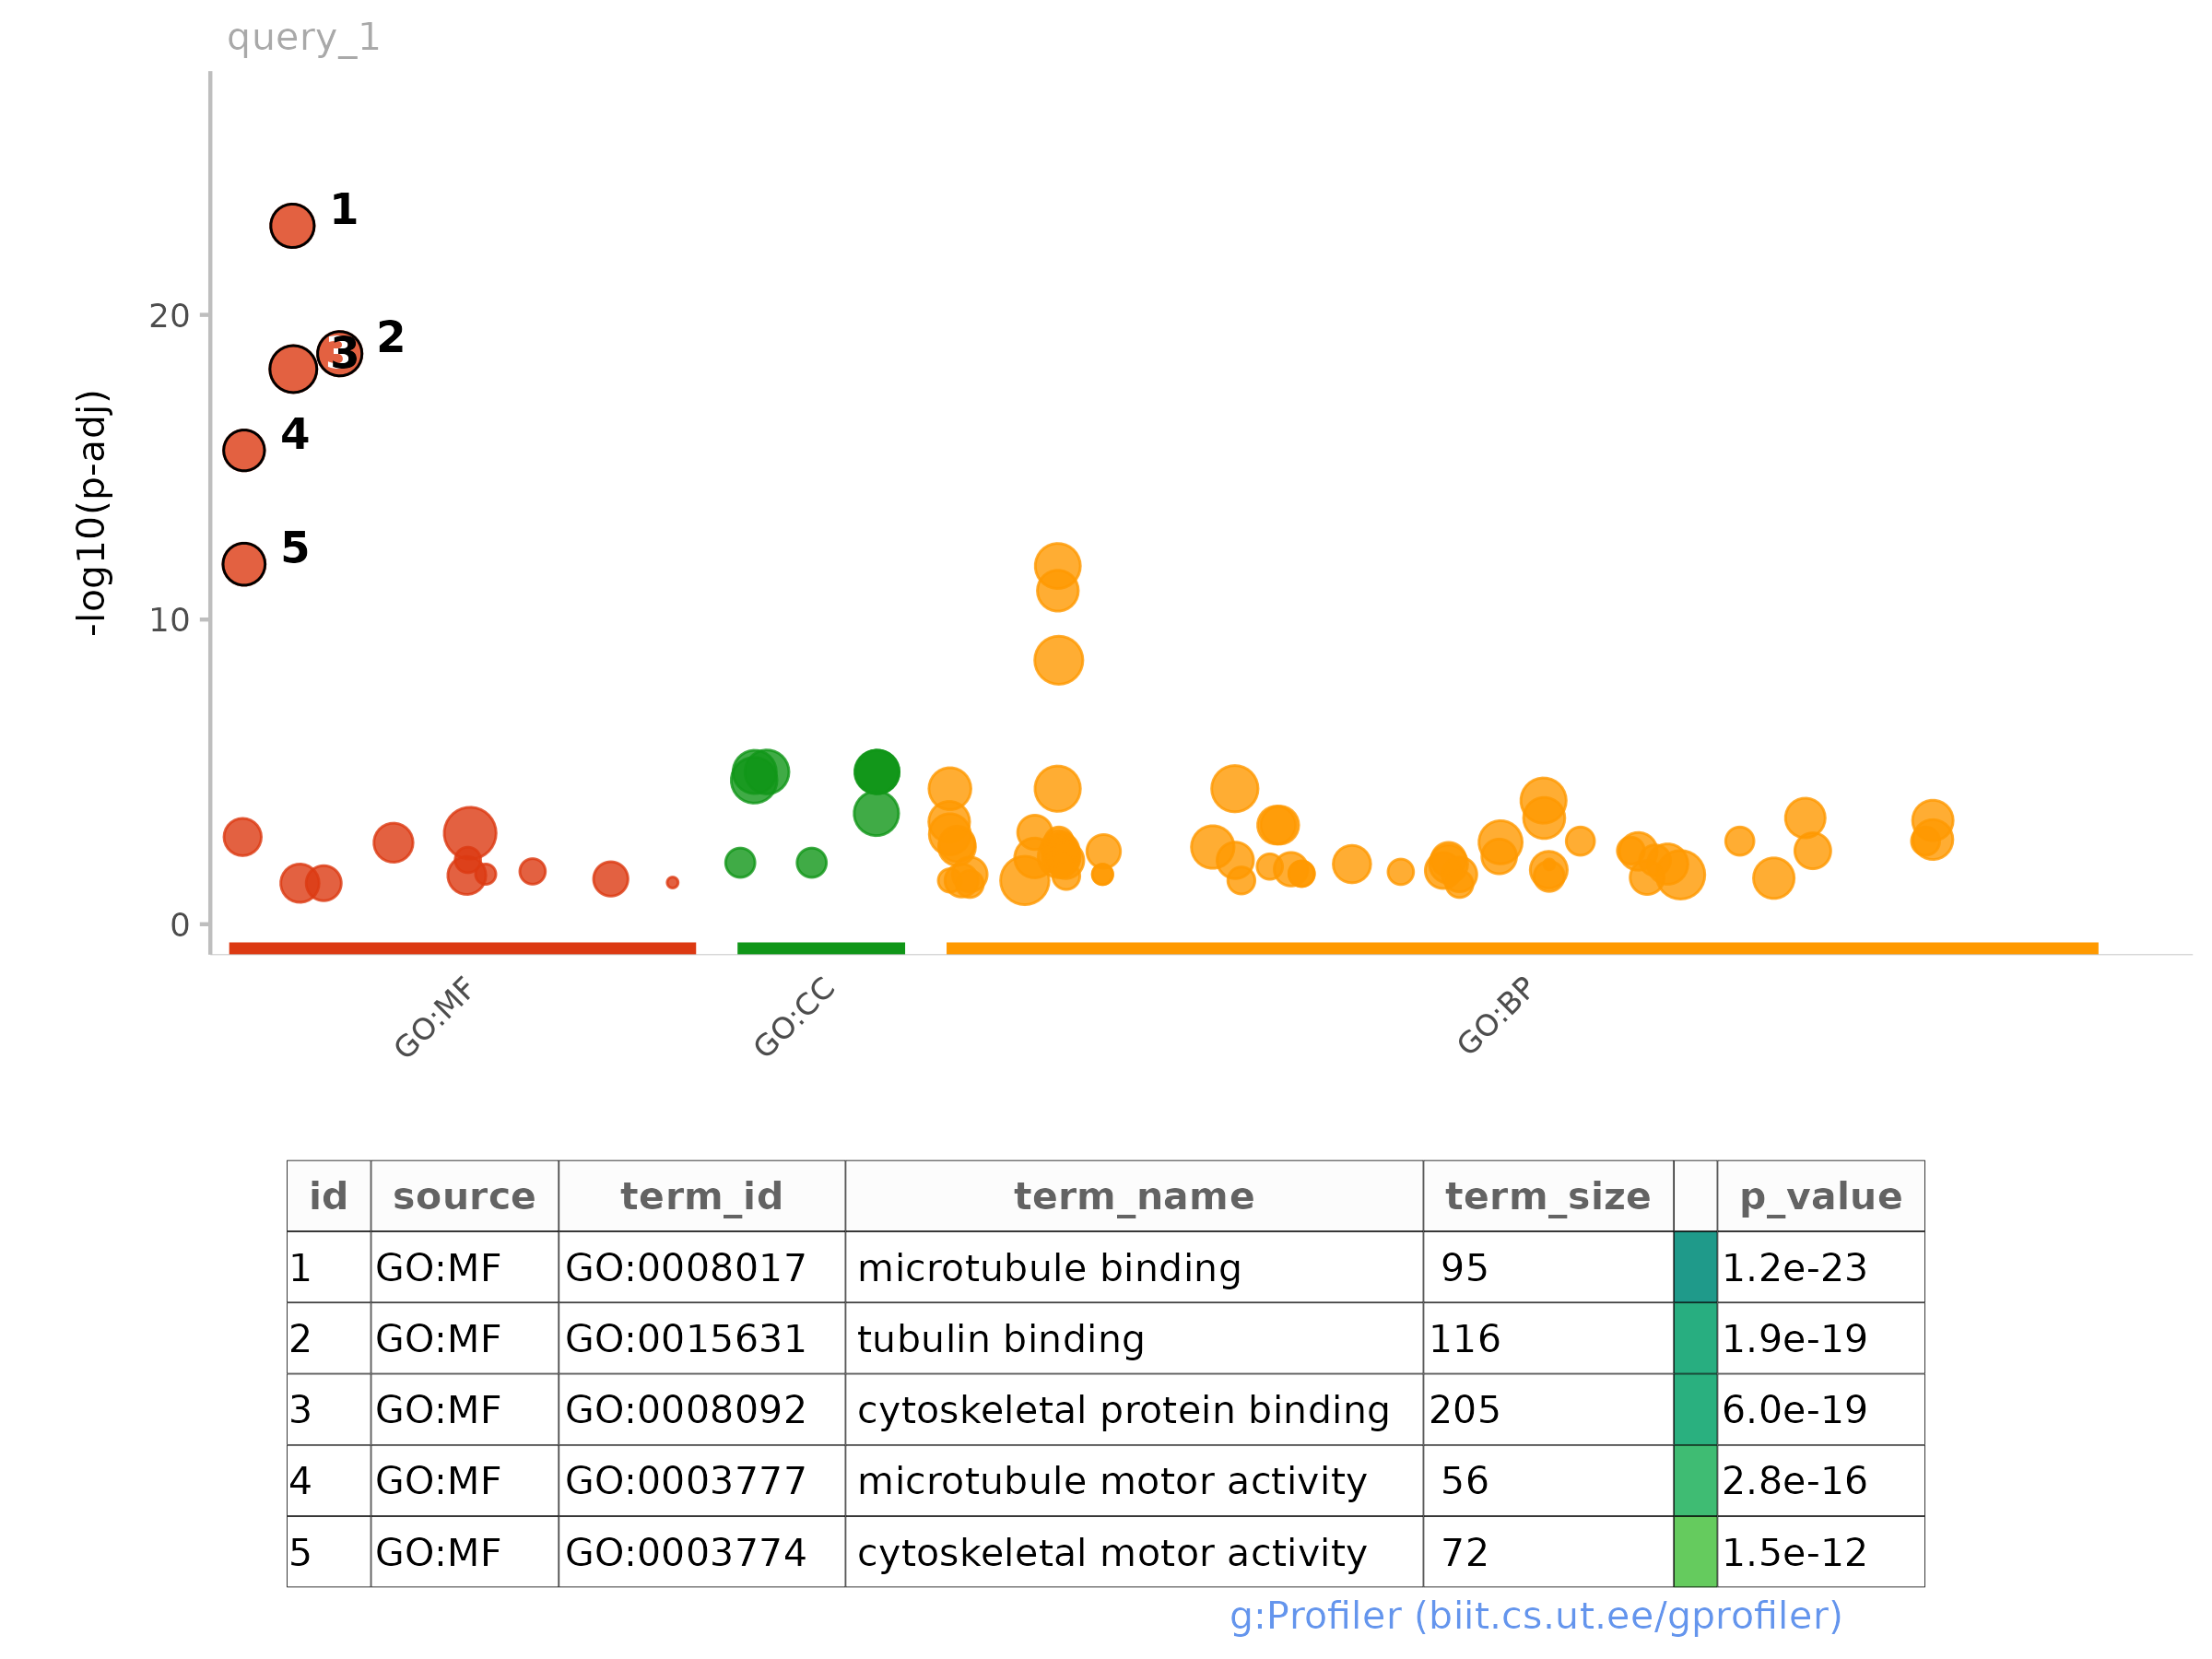 query_1
1
20
2
3
4
5
10
0
-log10(p-adj)
GO:MF
GO:CC
GO:BP
id source term_id term_name term_size p_value
1 GO:MF GO:0008017 microtubule binding 95 1.2e-23
2 GO:MF GO:0015631 tubulin binding 116 1.9e-19
3 GO:MF GO:0008092 cytoskeletal protein binding 205 6.0e-19
4 GO:MF GO:0003777 microtubule motor activity 56 2.8e-16
5 GO:MF GO:0003774 cytoskeletal motor activity 72 1.5e-12
g:Profiler (biit.cs.ut.ee/gprofiler)